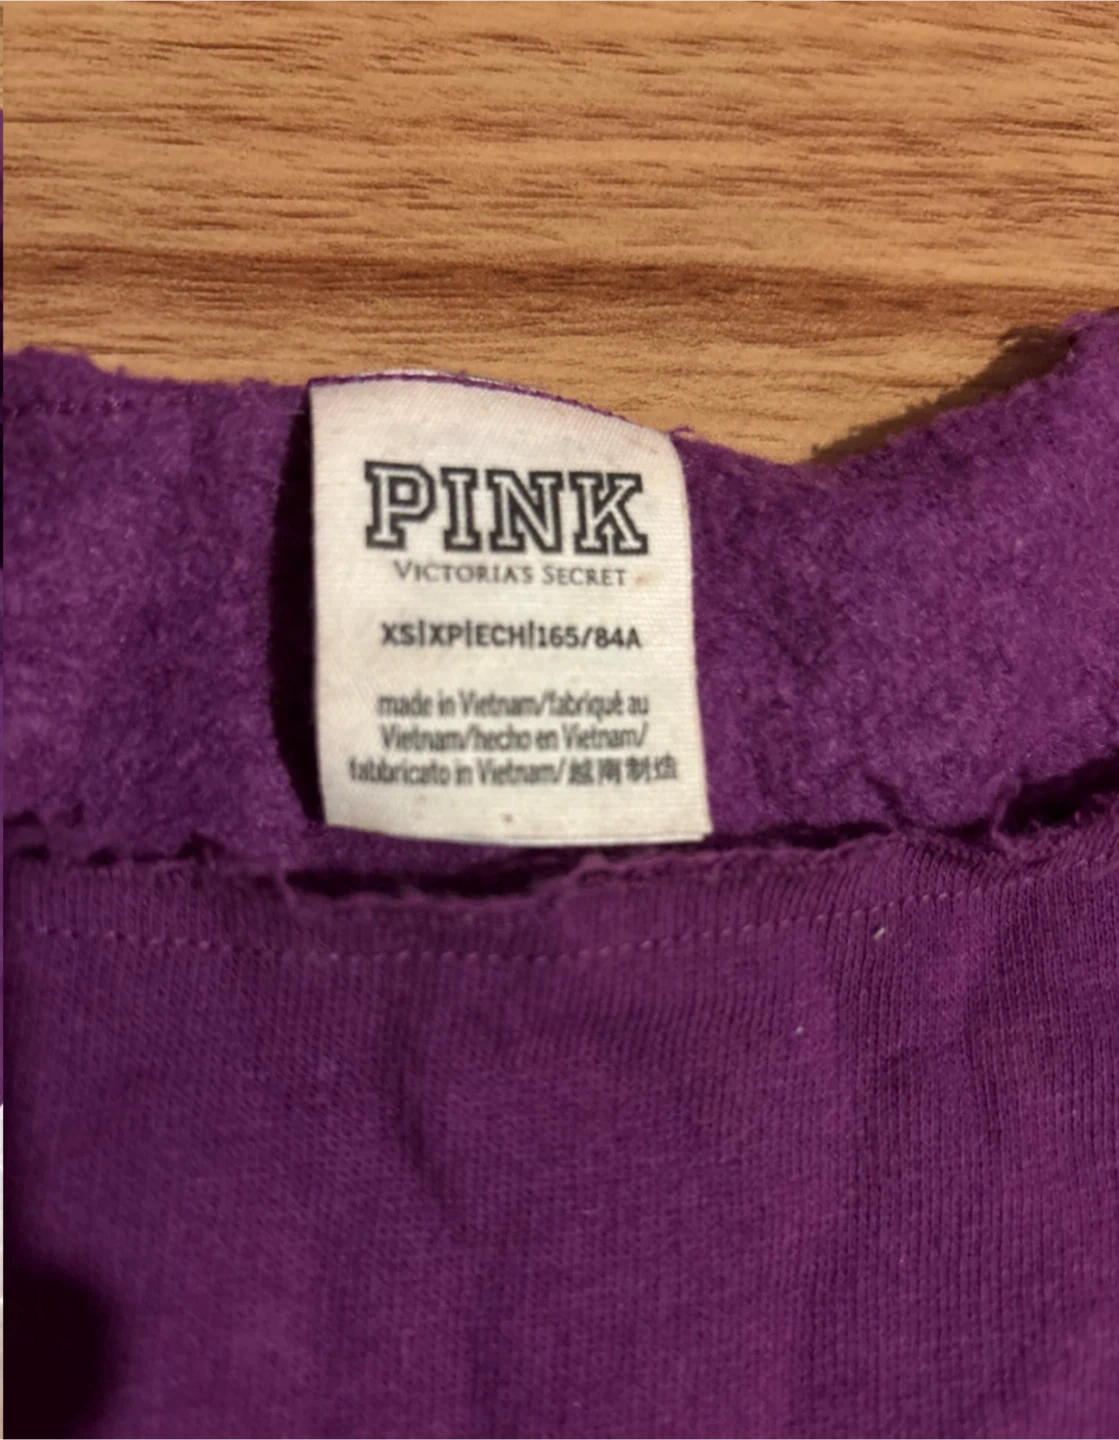 PINK
VICTORIA'S SECRET
XS|XP|ECH|165/84A
made in Vietnam/fabriqué au
Vietnam/hecho en Vietnam/
fabbricato in Vietnam/越南制造